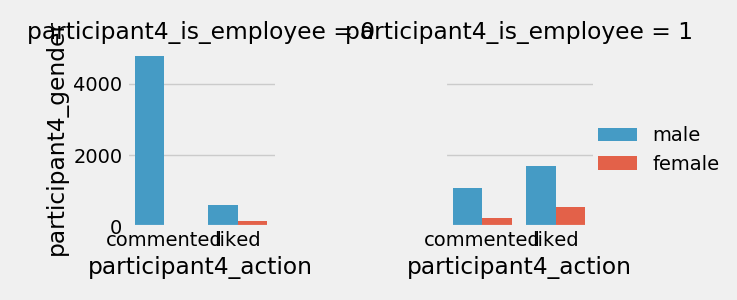 participant4_is_employee = 0
participant4_is_employee = 1
participant4_gender
4000
2000
0
commented
liked
commented
liked
participant4_action
participant4_action
male
female